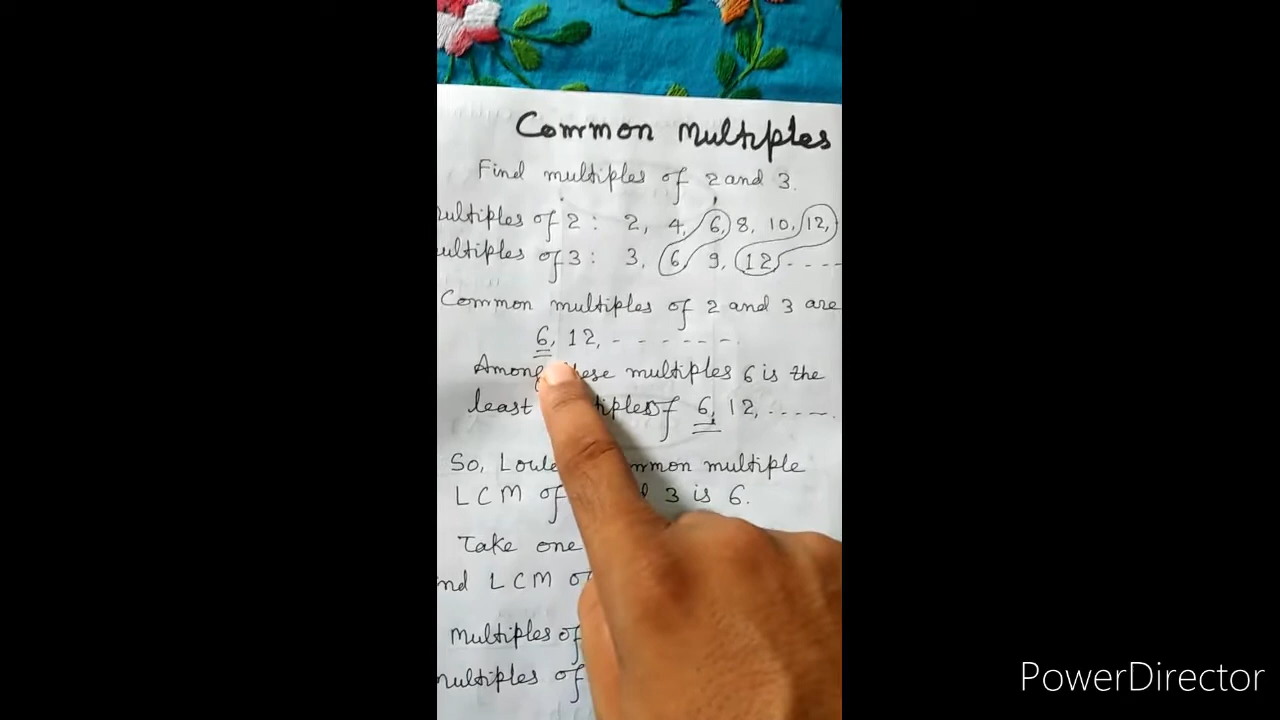 Common Multiples
Find multiples of 2 and 3.
ultiples of 2 : 2, 4, 6, 8, 10, 12,
ultiples of 3 : 3, 6, 9, 12 - - - -
Common multiples of 2 and 3 are
6, 12, - - - - - - -
Among these multiples 6 is the
least of 6, 12, - - - - -
So, multiple
LCM of 3 is 6.
Take one
nd LCM of
Multiples of
multiples of
PowerDirector